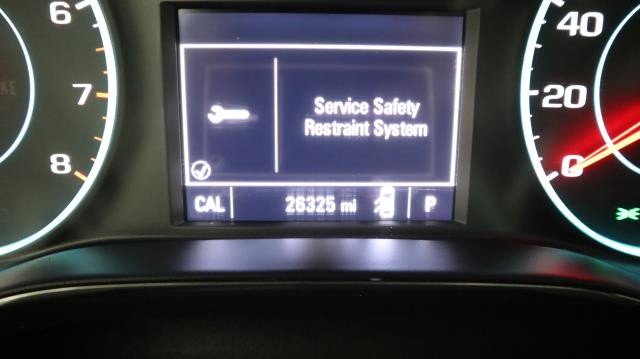 6
7
8
Service Safety
Restraint System
CAL 26325 mi P
40
20
0